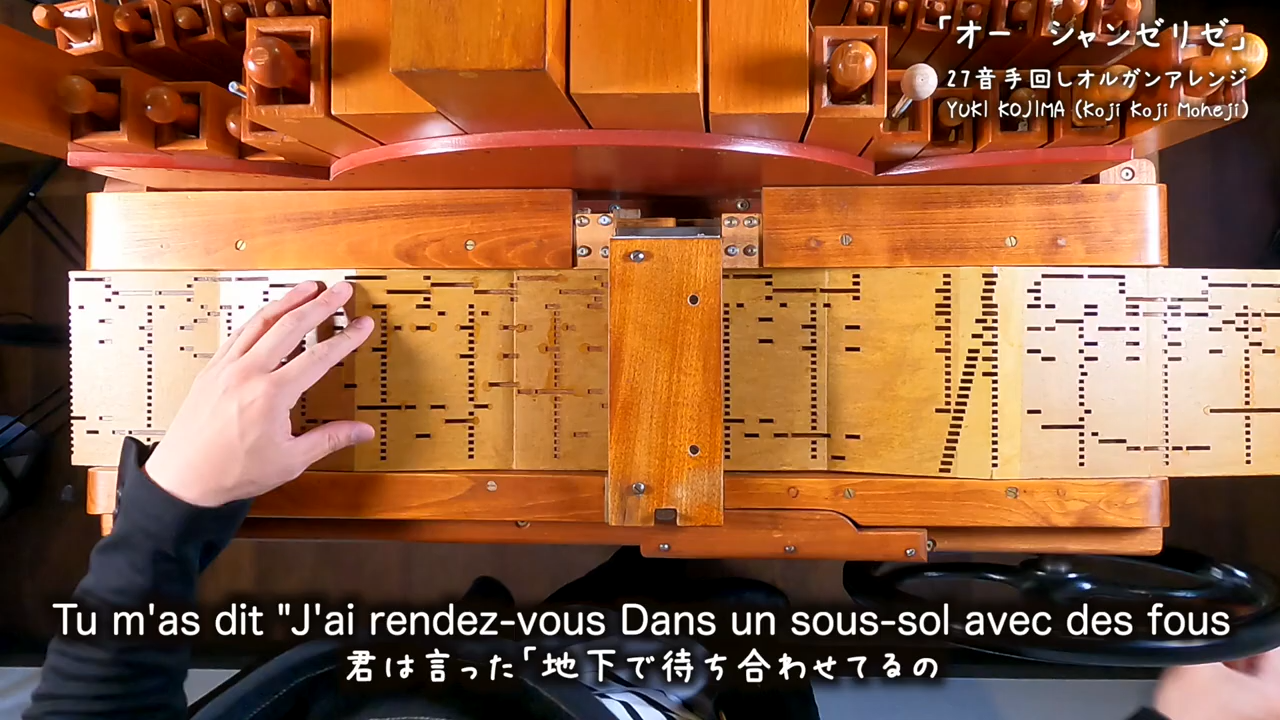 「オー　シャンゼリゼ」
27音手回しオルガンアレンジ
YUKI KOJIMA (Koji Koji Moheji)
Tu m'as dit "J'ai rendez-vous Dans un sous-sol avec des fous
君は言った「地下で待ち合わせてるの